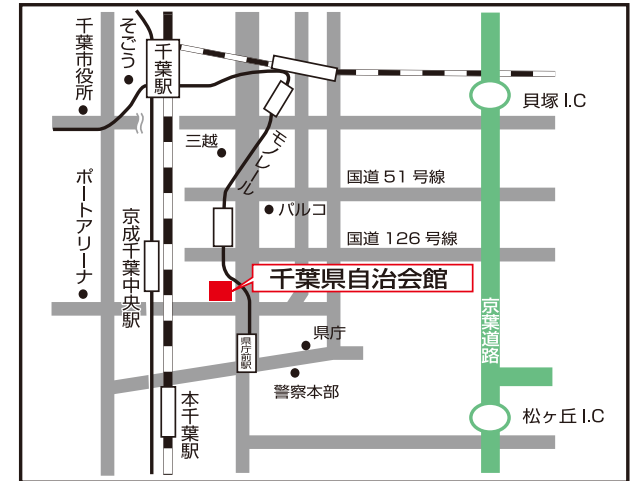 千葉市役所
そごう
千葉駅
貝塚 I.C
三越
モノレール
国道 51 号線
ポートアリーナ
京成千葉中央駅
パルコ
国道 126 号線
千葉県自治会館
京葉道路
県庁前駅
県庁
警察本部
本千葉駅
松ヶ丘 I.C